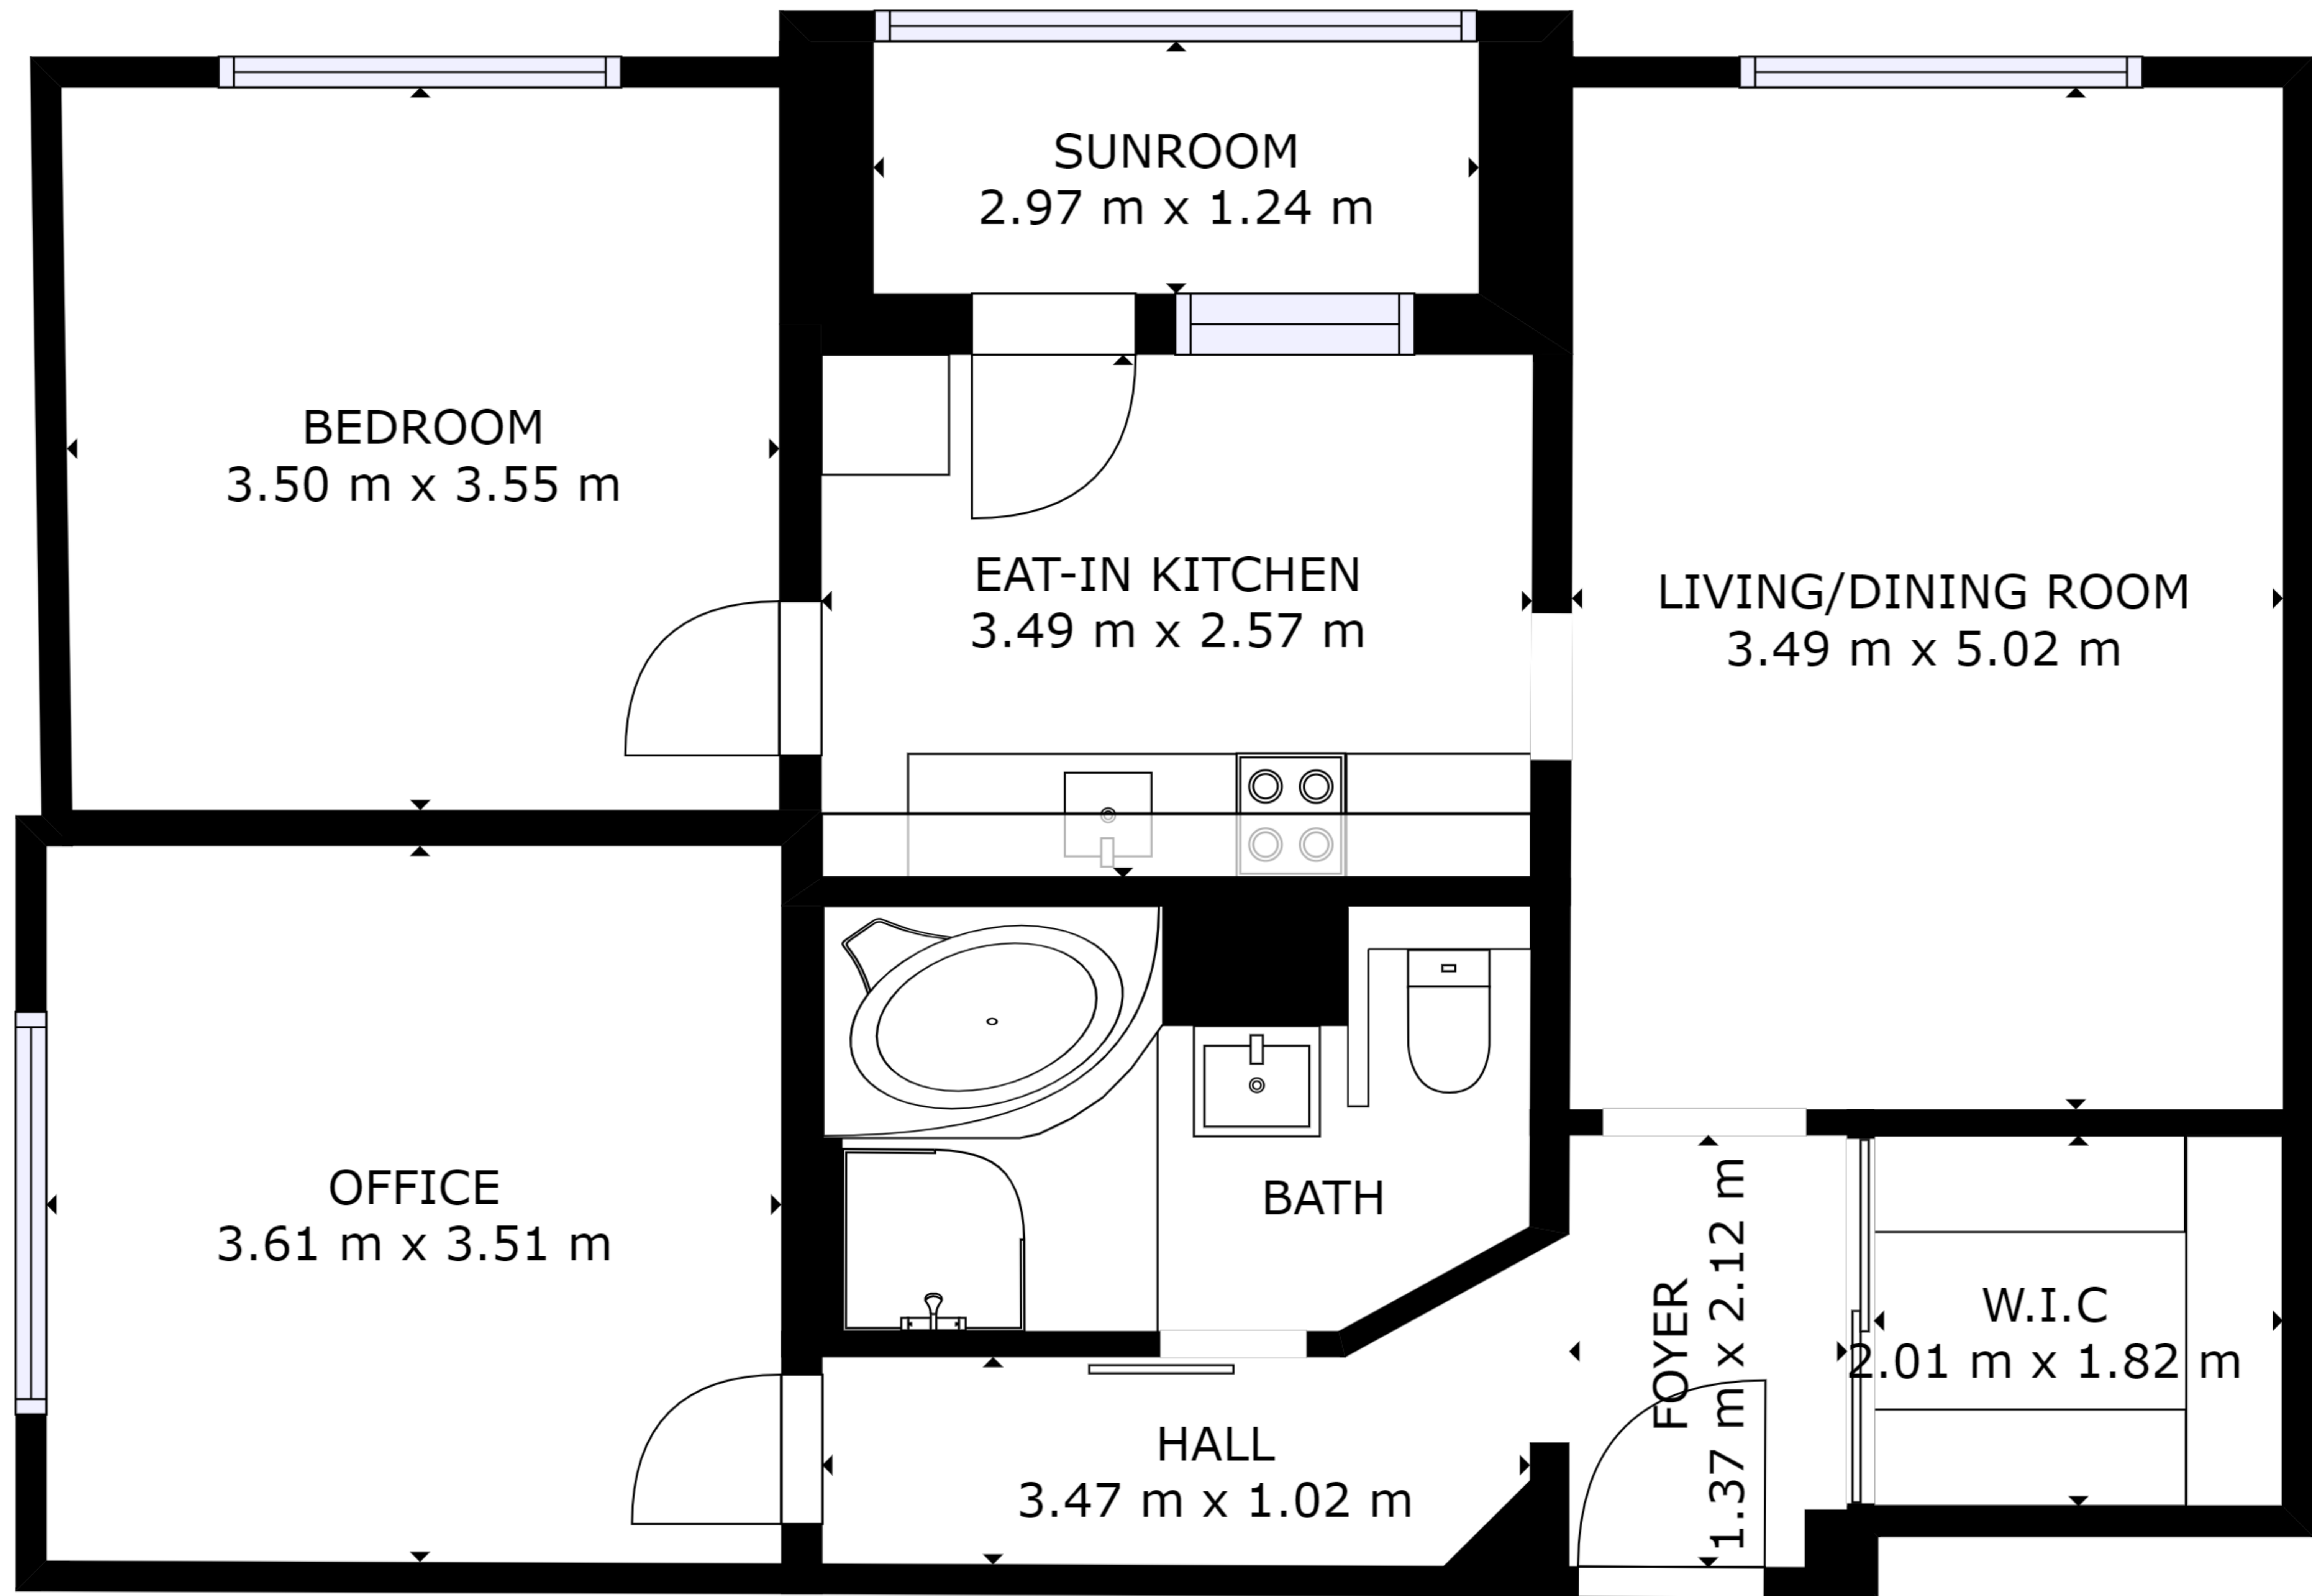 SUNROOM
2.97 m x 1.24 m
BEDROOM
3.50 m x 3.55 m
EAT-IN KITCHEN
3.49 m x 2.57 m
LIVING/DINING ROOM
3.49 m x 5.02 m
OFFICE
3.61 m x 3.51 m
BATH
HALL
3.47 m x 1.02 m
FOYER
1.37 m x 2.12 m
W.I.C
2.01 m x 1.82 m